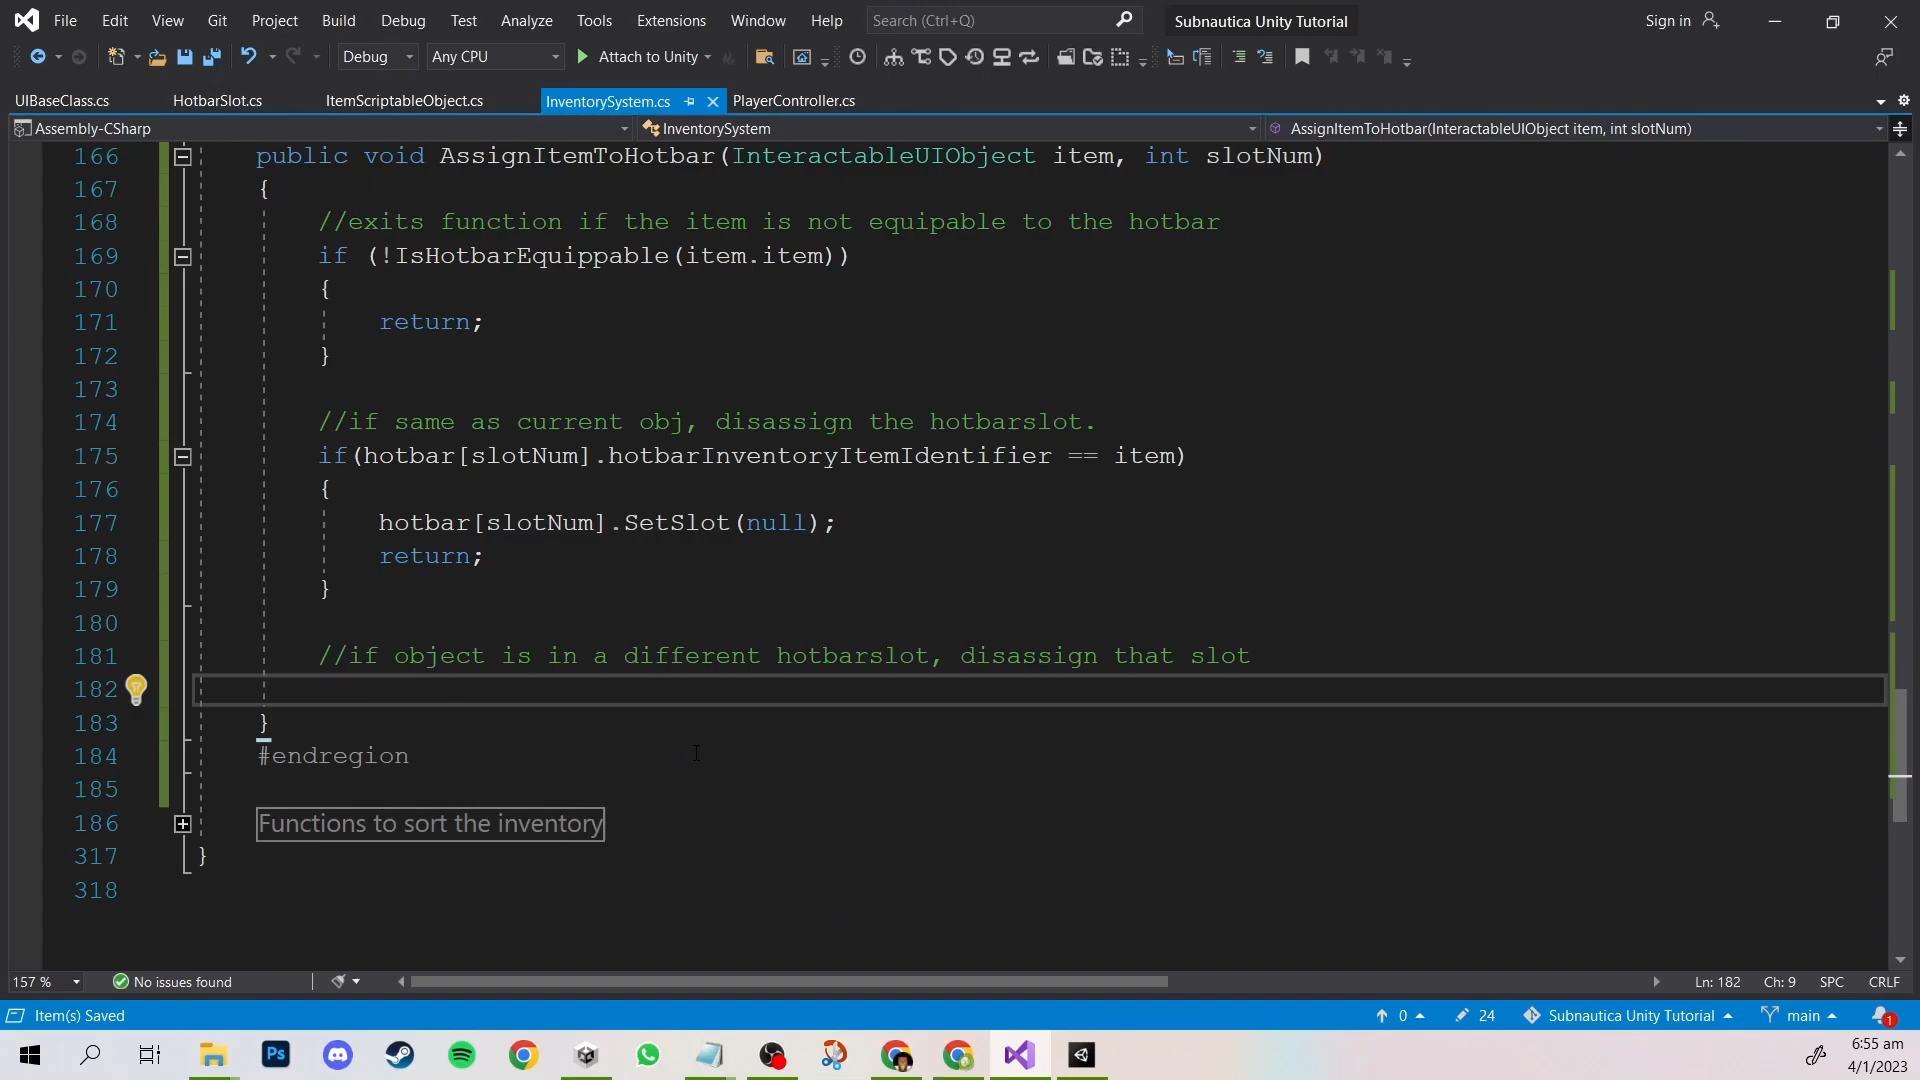 File Edit View Git Project Build Debug Test Analyze Tools Extensions Window Help Search (Ctrl+Q) Subnautica Unity Tutorial Sign in
Debug Any CPU Attach to Unity
UIBaseClass.cs HotbarSlot.cs ItemScriptableObject.cs InventorySystem.cs PlayerController.cs
Assembly-CSharp InventorySystem AssignItemToHotbar(InteractableUIObject item, int slotNum)
166 public void AssignItemToHotbar(InteractableUIObject item, int slotNum)
167 {
168 //exits function if the item is not equipable to the hotbar
169 if (!IsHotbarEquippable(item.item))
170 {
171 return;
172 }
173
174 //if same as current obj, disassign the hotbarslot.
175 if(hotbar[slotNum].hotbarInventoryItemIdentifier == item)
176 {
177 hotbar[slotNum].SetSlot(null);
178 return;
179 }
180
181 //if object is in a different hotbarslot, disassign that slot
182
183 }
184 #endregion
185
186 Functions to sort the inventory
317 }
318
157 % No issues found Ln: 182 Ch: 9 SPC CRLF
Item(s) Saved 0 24 Subnautica Unity Tutorial main 1
Ps
6:55 am
4/1/2023